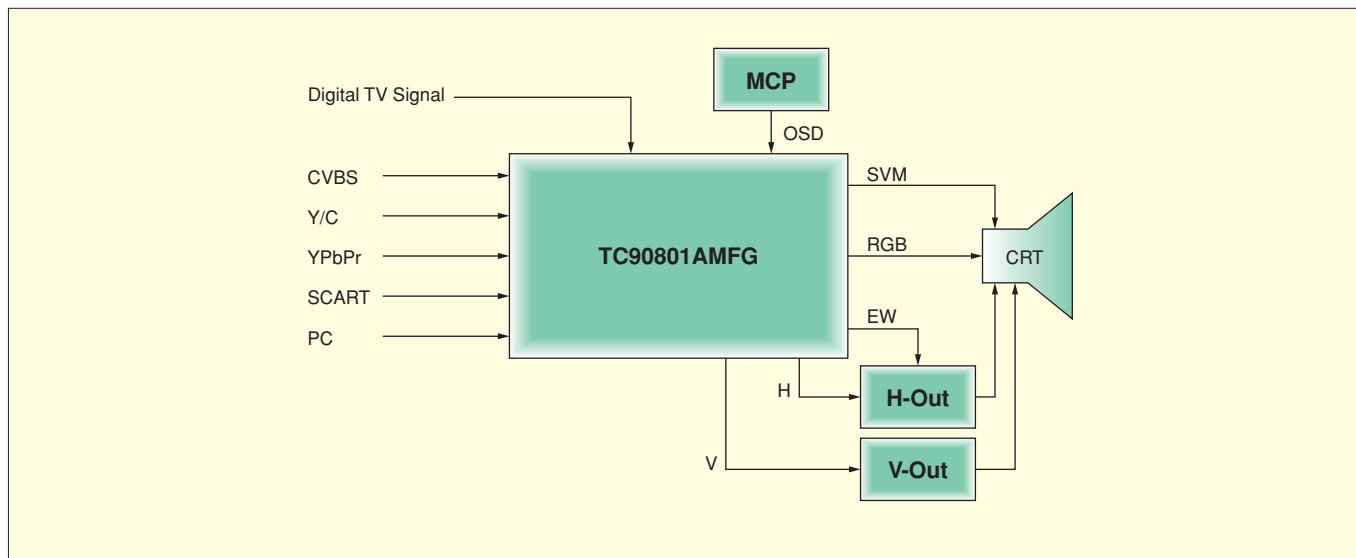 MCP
Digital TV Signal
OSD
CVBS
SVM
Y/C
YPbPr
TC90801AMFG
RGB
CRT
SCART
EW
PC
H
H-Out
V
V-Out